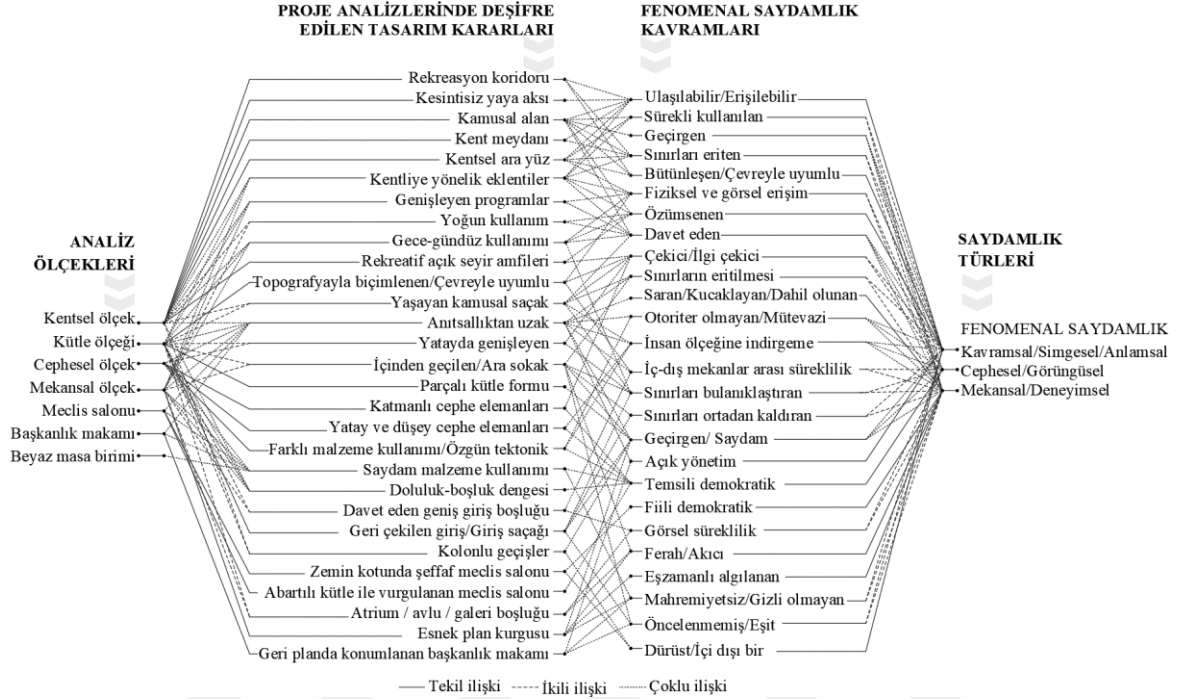 PROJE ANALİZLERİNDE DEŞİFRE
EDİLEN TASARIM KARARLARI
FENOMENAL SAYDAMLIK
KAVRAMLARI
ANALİZ
ÖLÇEKLERİ
Kentsel ölçek
Kütle ölçeği
Cephesel ölçek
Mekansal ölçek
Meclis salonu
Başkanlık makamı
Beyaz masa birimi
Rekreasyon koridoru
Kesintisiz yaya aksı
Kamusal alan
Kent meydanı
Kentsel ara yüz
Kentliye yönelik eklentiler
Genişleyen programlar
Yoğun kullanım
Gece-gündüz kullanımı
Rekreatif açık seyir amfileri
Topografyayla biçimlenen/Çevreyle uyumlu
Yaşayan kamusal saçak
Anıtsallıktan uzak
Yatayda genişleyen
İçinden geçilen/Ara sokak
Parçalı kütle formu
Katmanlı cephe elemanları
Yatay ve düşey cephe elemanları
Farklı malzeme kullanımı/Özgün tektonik
Saydam malzeme kullanımı
Doluluk-boşluk dengesi
Davet eden geniş giriş boşluğu
Geri çekilen giriş/Giriş saçağı
Kolonlu geçişler
Zemin kotunda şeffaf meclis salonu
Abartılı kütle ile vurgulanan meclis salonu
Atrium / avlu / galeri boşluğu
Esnek plan kurgusu
Geri planda konumlanan başkanlık makamı
Ulaşılabilir/Erişilebilir
Sürekli kullanılan
Geçirgen
Sınırları eriten
Bütünleşen/Çevreyle uyumlu
Fiziksel ve görsel erişim
Özümsenen
Davet eden
Çekici/İlgi çekici
Sınırların eritilmesi
Saran/Kucaklayan/Dahil olunan
Otoriter olmayan/Mütevazi
İnsan ölçeğine indirgeme
İç-dış mekanlar arası süreklilik
Sınırları bulanıklaştıran
Sınırları ortadan kaldıran
Geçirgen/ Saydam
Açık yönetim
Temsili demokratik
Fiili demokratik
Görsel süreklilik
Ferah/Akıcı
Eşzamanlı algılanan
Mahremiyetsiz/Gizli olmayan
Öncelenmemiş/Eşit
Dürüst/İçi dışı bir
SAYDAMLIK
TÜRLERİ
FENOMENAL SAYDAMLIK
Kavramsal/Simgesel/Anlamsal
Cephesel/Görüngüsel
Mekansal/Deneyimsel
Tekil ilişki
İkili ilişki
Çoklu ilişki